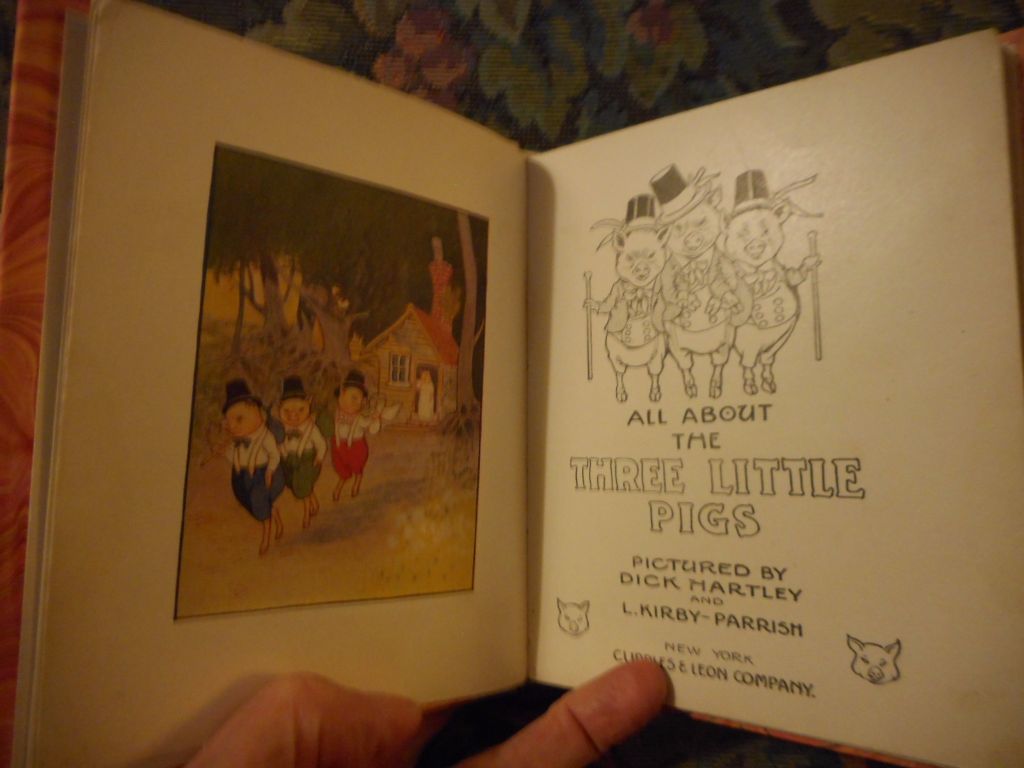 ALL ABOUT
THE
THREE LITTLE
PIGS
PICTURED BY
DICK HARTLEY
AND
L. KIRBY-PARRISH
NEW YORK
CUPPLES & LEON COMPANY.